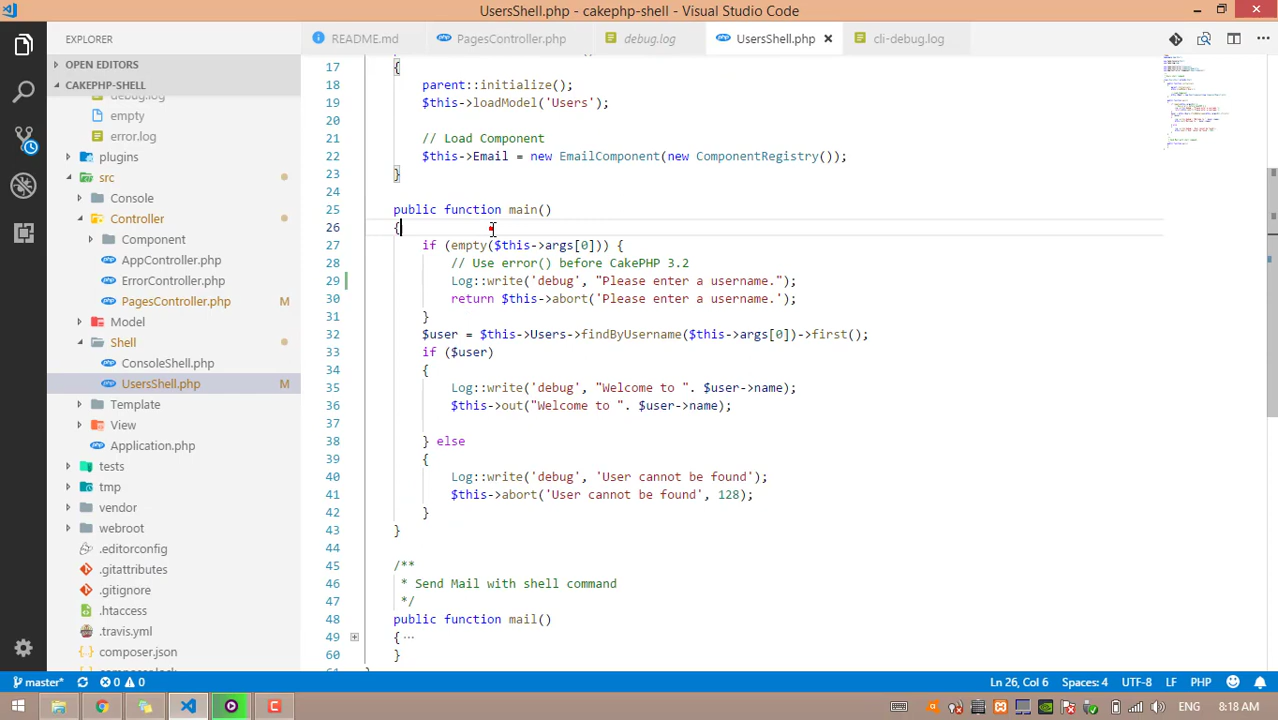 UsersShell.php - cakephp-shell - Visual Studio Code
EXPLORER
README.md
PagesController.php
debug.log
UsersShell.php
cli-debug.log
OPEN EDITORS
CAKEPHP-SHELL
debug.log
empty
error.log
plugins
src
Console
Controller
Component
AppController.php
ErrorController.php
PagesController.php M
Model
Shell
ConsoleShell.php
UsersShell.php M
Template
View
Application.php
tests
tmp
vendor
webroot
.editorconfig
.gitattributes
.gitignore
.htaccess
.travis.yml
composer.json
17 {
18 parent::initialize();
19 $this->loadModel('Users');
20
21 // Load Component
22 $this->Email = new EmailComponent(new ComponentRegistry());
23 }
24
25 public function main()
26 {
27 if (empty($this->args[0])) {
28 // Use error() before CakePHP 3.2
29 Log::write('debug', "Please enter a username.");
30 return $this->abort('Please enter a username.');
31 }
32 $user = $this->Users->findByUsername($this->args[0])->first();
33 if ($user)
34 {
35 Log::write('debug', "Welcome to ". $user->name);
36 $this->out("Welcome to ". $user->name);
37
38 } else
39 {
40 Log::write('debug', 'User cannot be found');
41 $this->abort('User cannot be found', 128);
42 }
43 }
44
45 /**
46 * Send Mail with shell command
47 */
48 public function mail()
49 { ...
60 }
master* 0 0 Ln 26, Col 6 Spaces: 4 UTF-8 LF PHP
ENG 8:18 AM